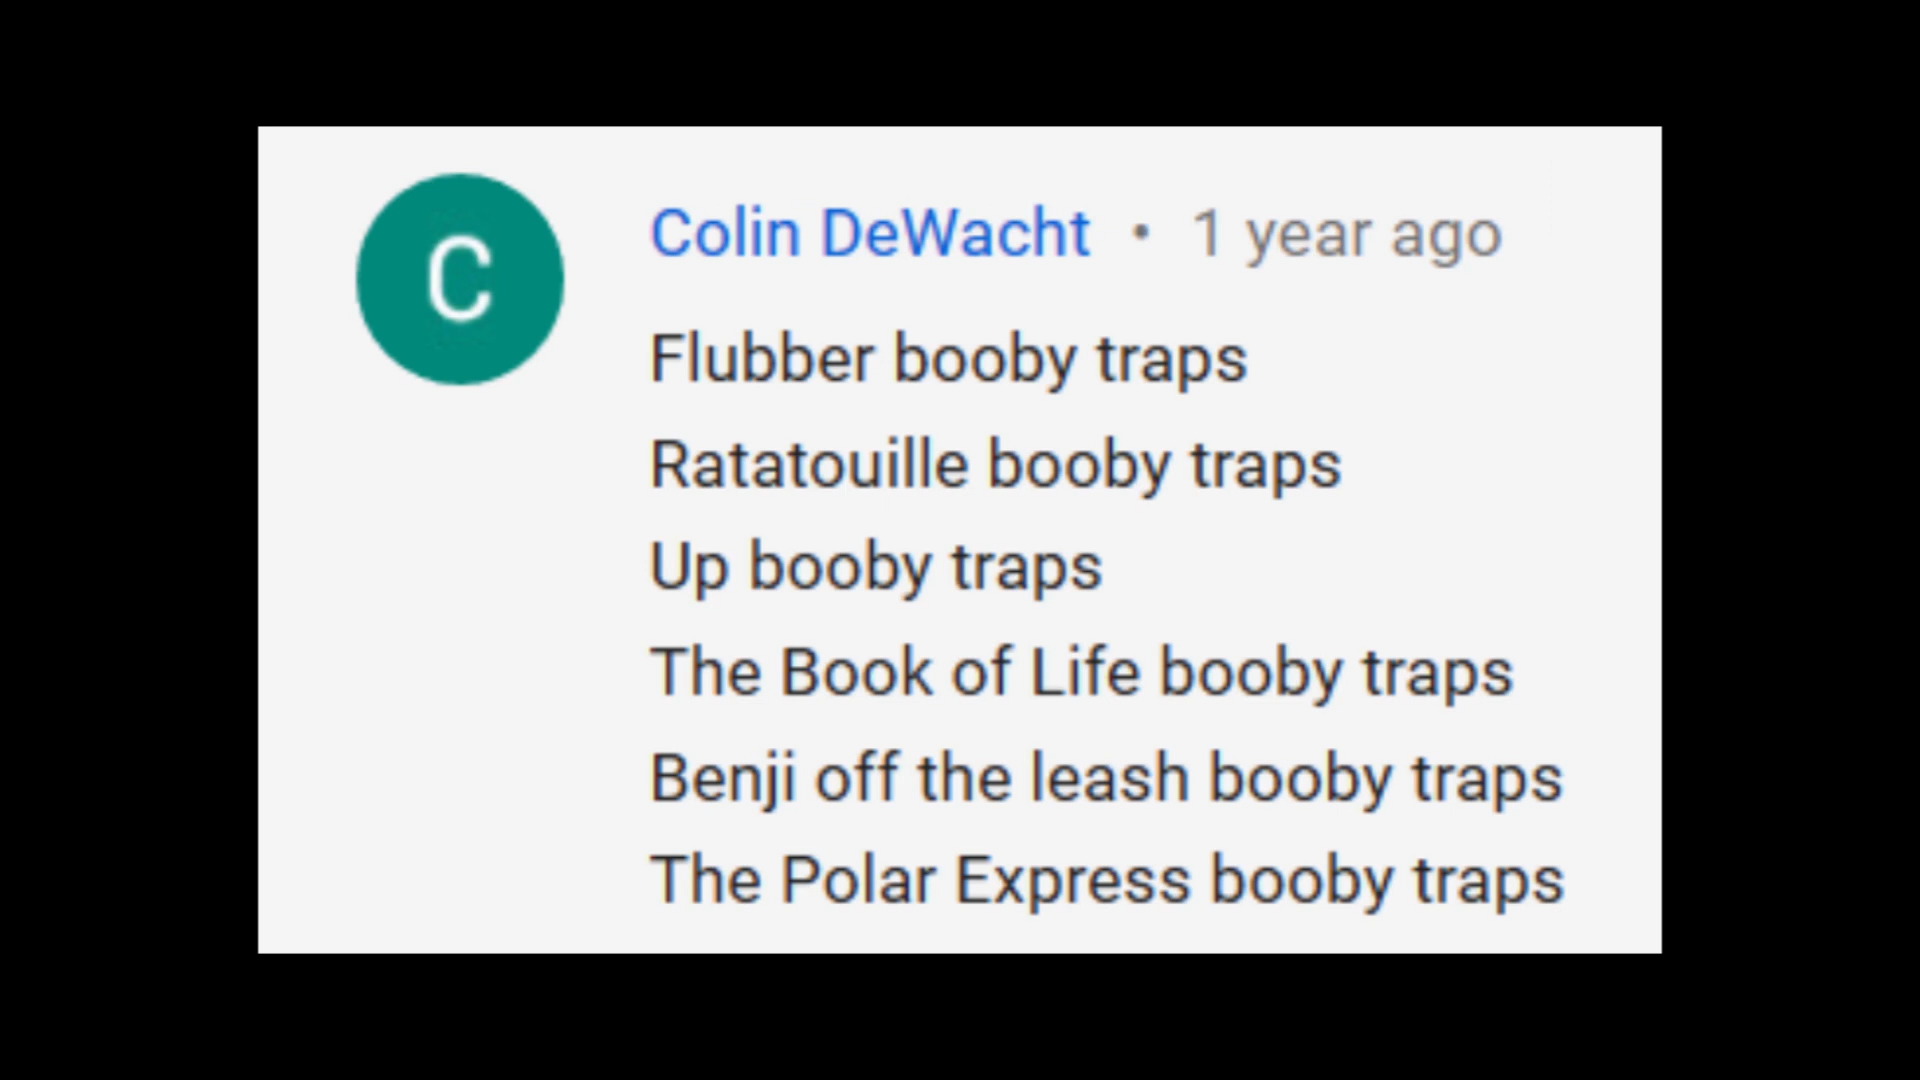 C
Colin DeWacht • 1 year ago
Flubber booby traps
Ratatouille booby traps
Up booby traps
The Book of Life booby traps
Benji off the leash booby traps
The Polar Express booby traps